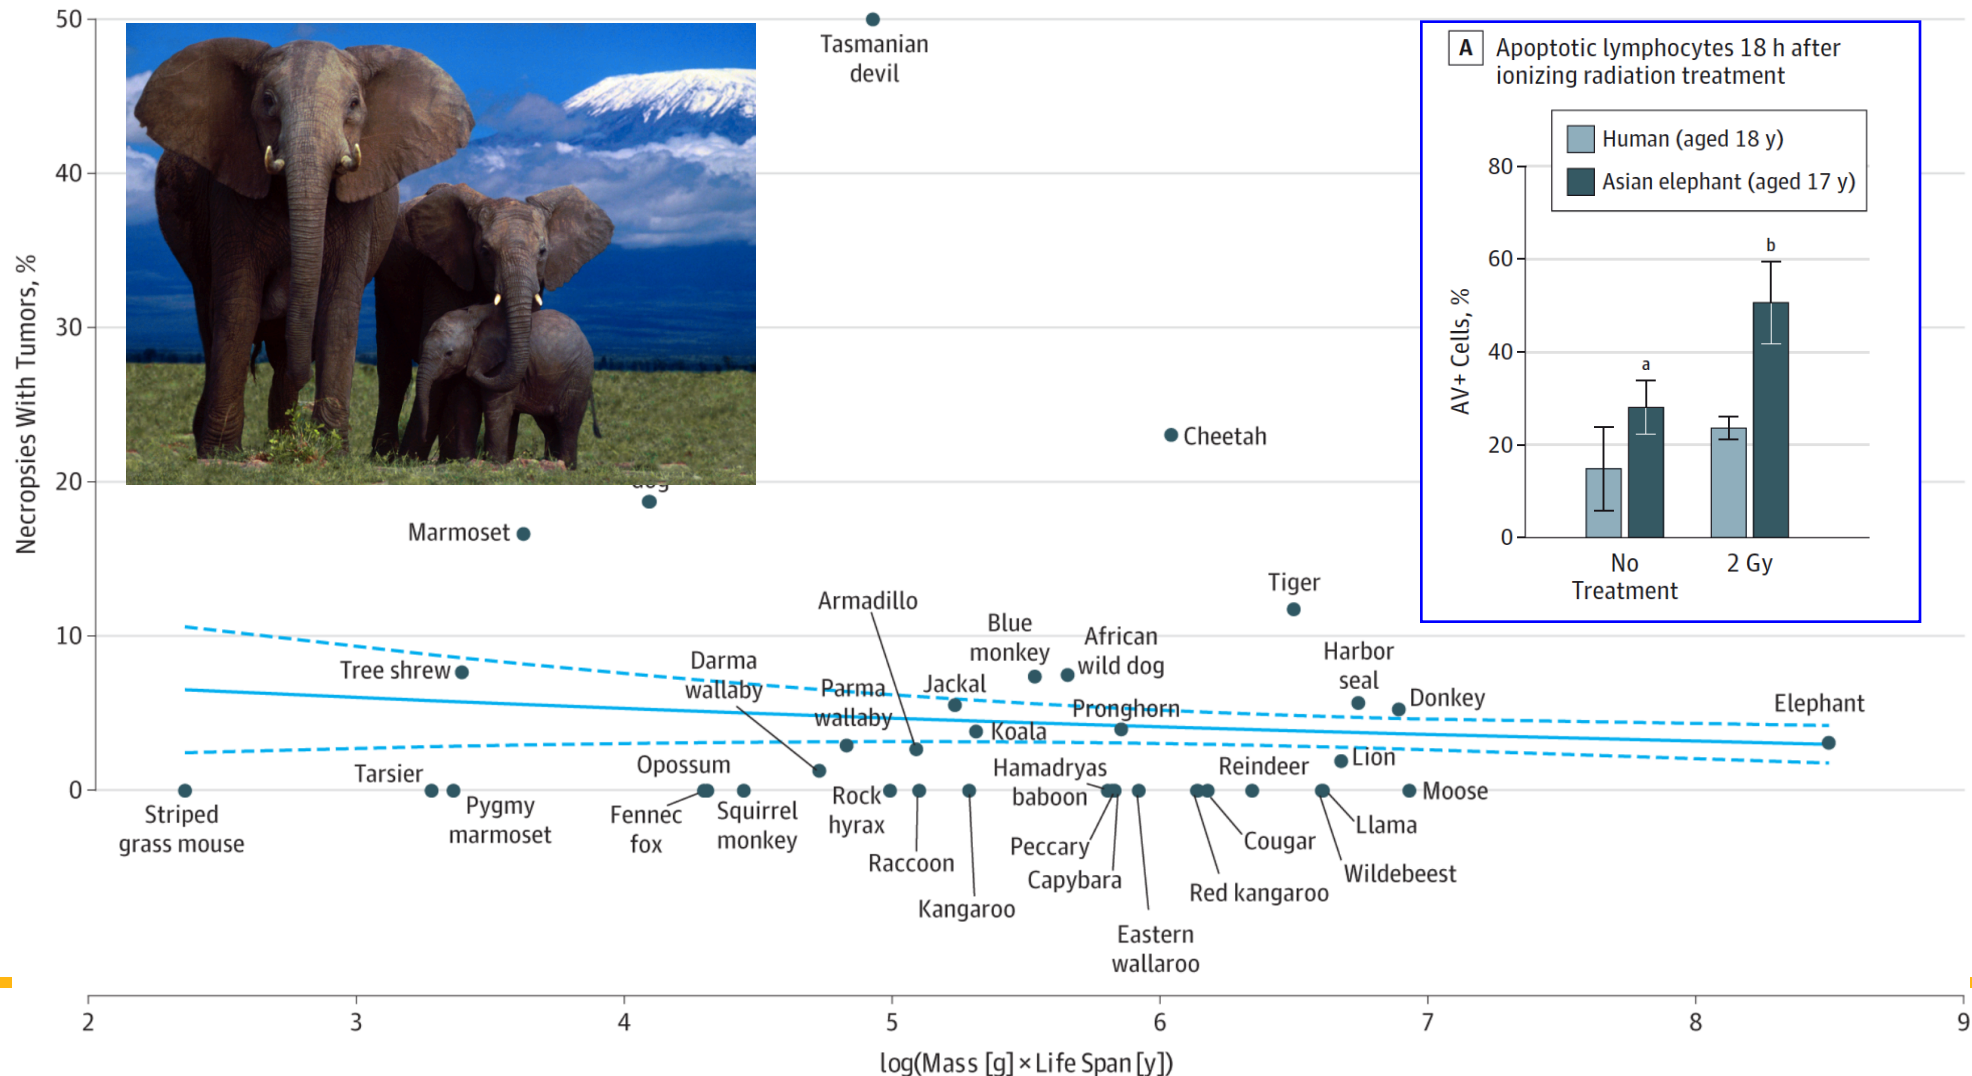 50
40
30
20
10
0
Necropsies With Tumors, %
Tasmanian
devil
Cheetah
dog
Marmoset
Armadillo
Tiger
Blue
monkey
African
wild dog
Tree shrew
Darma
wallaby
Parma
wallaby
Jackal
Pronghorn
Harbor
seal
Donkey
Elephant
Koala
Lion
Tarsier
Opossum
Hamadryas
baboon
Reindeer
Moose
Striped
grass mouse
Pygmy
marmoset
Fennec
fox
Squirrel
monkey
Rock
hyrax
Raccoon
Kangaroo
Peccary
Capybara
Eastern
wallaroo
Red kangaroo
Cougar
Llama
Wildebeest
2
3
4
5
6
7
8
9
log(Mass [g] × Life Span [y])
A Apoptotic lymphocytes 18 h after
ionizing radiation treatment
Human (aged 18 y)
Asian elephant (aged 17 y)
80
60
40
20
0
AV+ Cells, %
a
b
No
Treatment
2 Gy